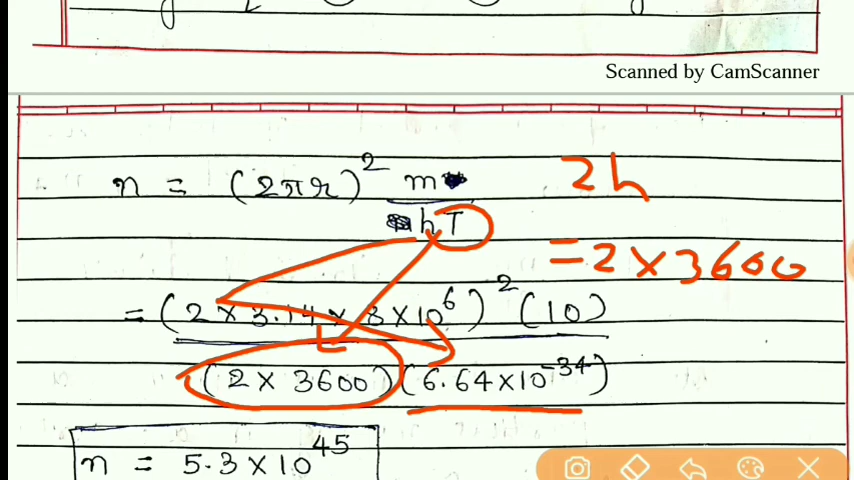 Scanned by CamScanner
n = (2πr)² m
hT
2h
= 2 × 3600
= (2 × 3.14 × 8 × 10⁶)² (10)
(2 × 3600) (6.64 × 10⁻³⁴)
n = 5.3 × 10⁴⁵